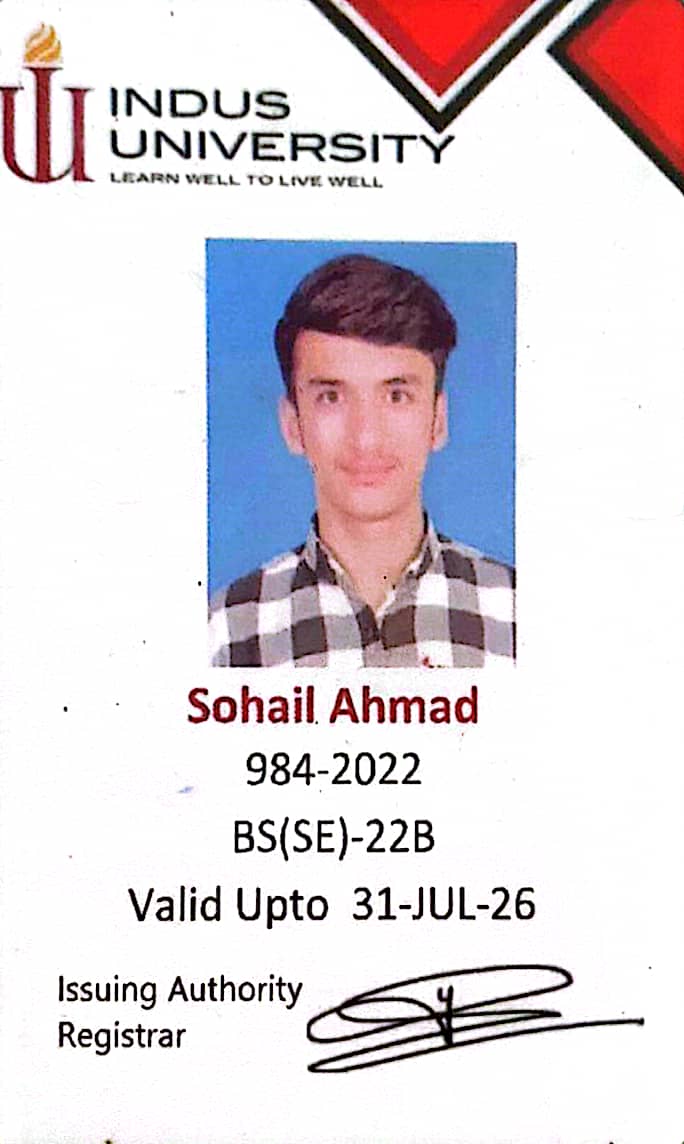 INDUS
UNIVERSITY
LEARN WELL TO LIVE WELL
Sohail Ahmad
984-2022
BS(SE)-22B
Valid Upto 31-JUL-26
Issuing Authority
Registrar